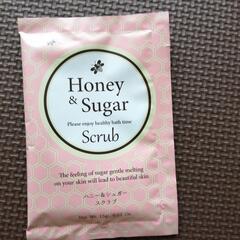 Honey
& Sugar
Please enjoy healthy bath time
Scrub
The feeling of sugar gentle melting
on your skin will lead to beautiful skin
ハニー&シュガー
スクラブ